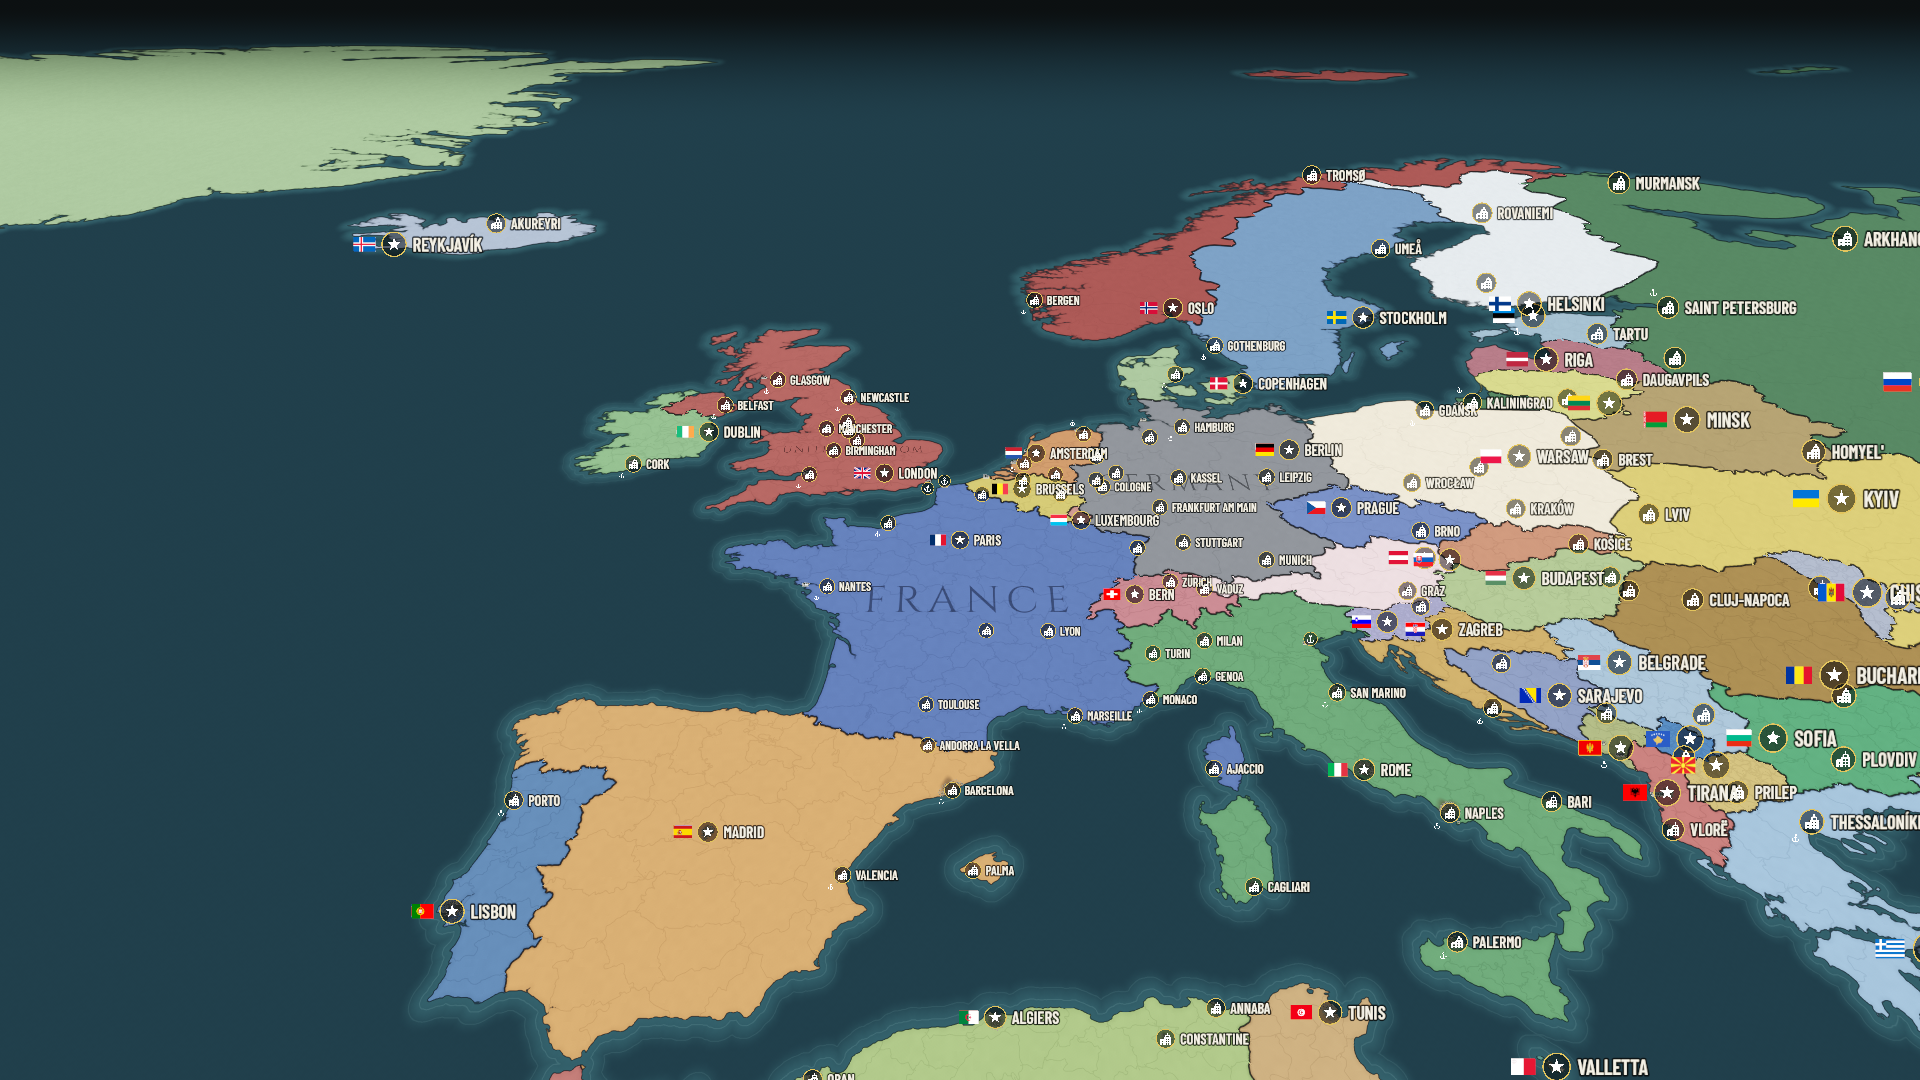 TROMSØ
MURMANSK
ROVANIEMI
AKUREYRI
REYKJAVÍK
ARKHANG
UMEÅ
BERGEN
OSLO
HELSINKI
SAINT PETERSBURG
STOCKHOLM
TARTU
GOTHENBURG
RIGA
GLASGOW
COPENHAGEN
DAUGAVPILS
NEWCASTLE
BELFAST
KALININGRAD
GDAŃSK
MINSK
DUBLIN
HAMBURG
BIRMINGHAM
AMSTERDAM
BERLIN
WARSAW
BREST
HOMYEL'
CORK
LONDON
KASSEL
LEIPZIG
COLOGNE
WROCŁAW
BRUSSELS
KYIV
FRANKFURT AM MAIN
PRAGUE
KRAKÓW
LVIV
LUXEMBOURG
BRNO
PARIS
STUTTGART
KOŠICE
MUNICH
BUDAPEST
ZÜRICH
VADUZ
GRAZ
NANTES
FRANCE
BERN
CLUJ-NAPOCA
LYON
ZAGREB
MILAN
TURIN
BELGRADE
GENOA
BUCHAR
SAN MARINO
SARAJEVO
MONACO
TOULOUSE
MARSEILLE
SOFIA
ANDORRA LA VELLA
PLOVDIV
AJACCIO
ROME
BARCELONA
TIRANA
PRILEP
PORTO
BARI
NAPLES
THESSALONÍK
MADRID
VLORË
PALMA
VALENCIA
CAGLIARI
LISBON
PALERMO
ANNABA
TUNIS
ALGIERS
CONSTANTINE
VALLETTA
ORAN